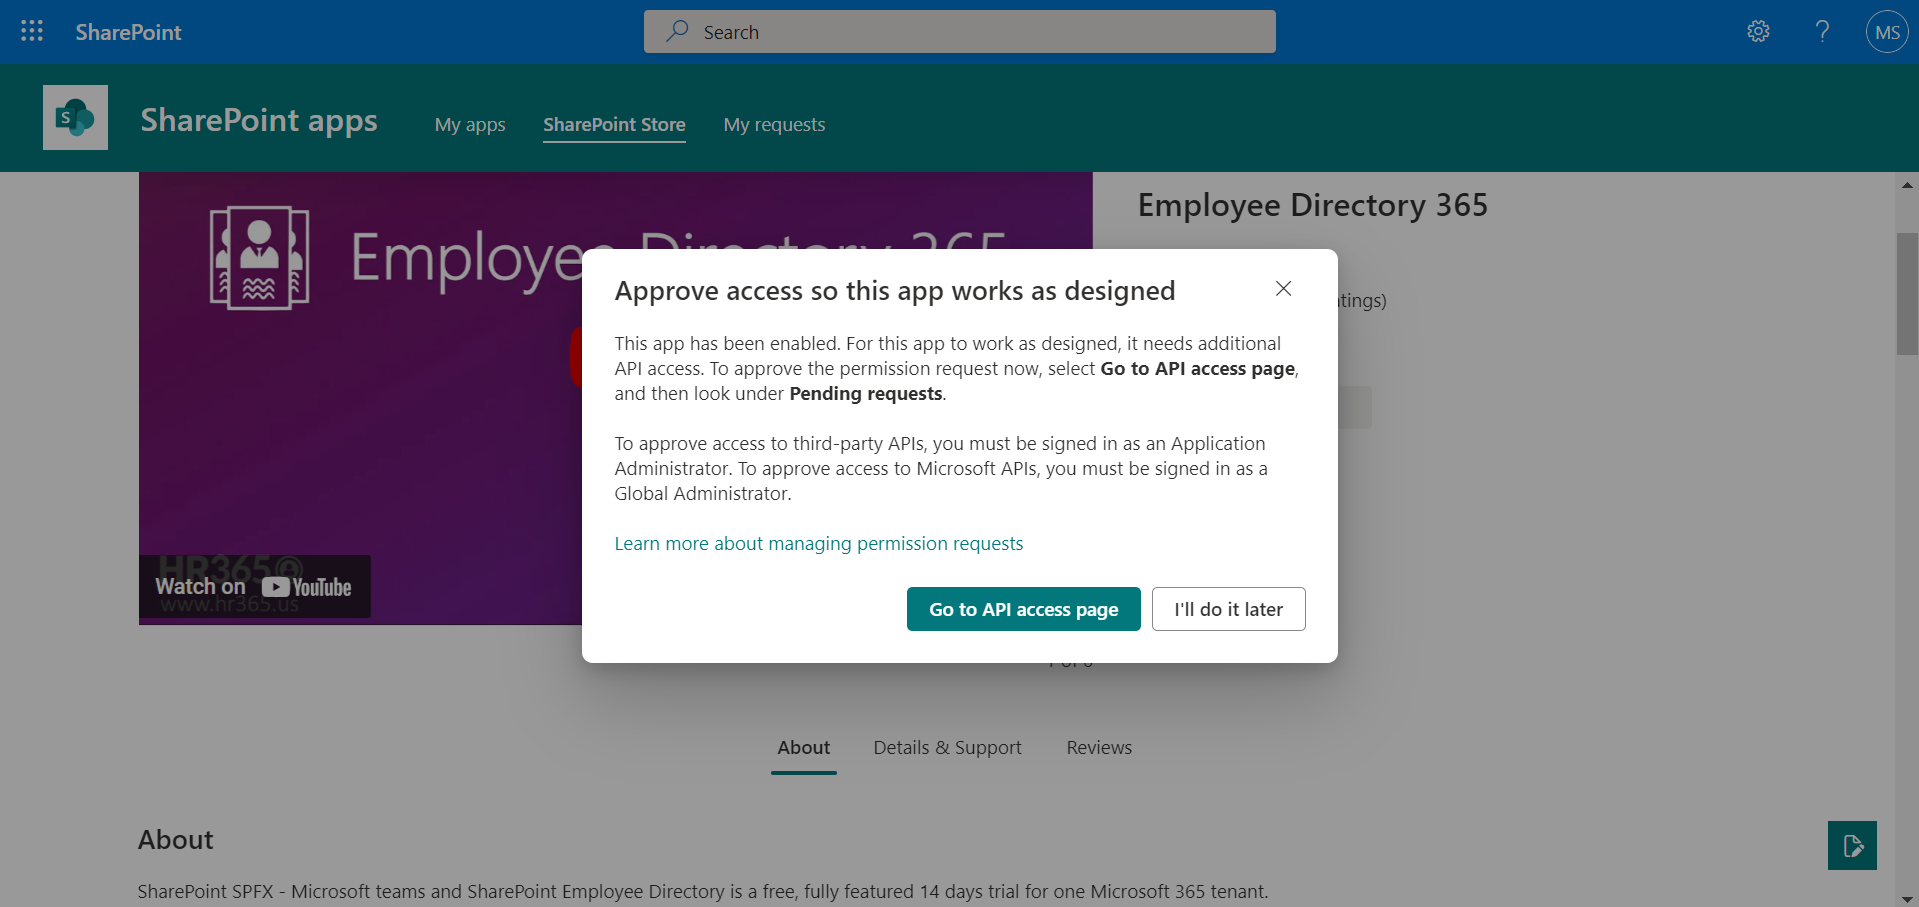 SharePoint
Search
MS
S
SharePoint apps
My apps
SharePoint Store
My requests
Employee Directory 365
Employee Directory 365
Approve access so this app works as designed
This app has been enabled. For this app to work as designed, it needs additional
API access. To approve the permission request now, select Go to API access page,
and then look under Pending requests.
To approve access to third-party APIs, you must be signed in as an Application
Administrator. To approve access to Microsoft APIs, you must be signed in as a
Global Administrator.
Learn more about managing permission requests
Go to API access page
I'll do it later
HR365
Watch on YouTube
www.hr365.us
About
Details & Support
Reviews
About
SharePoint SPFX - Microsoft teams and SharePoint Employee Directory is a free, fully featured 14 days trial for one Microsoft 365 tenant.